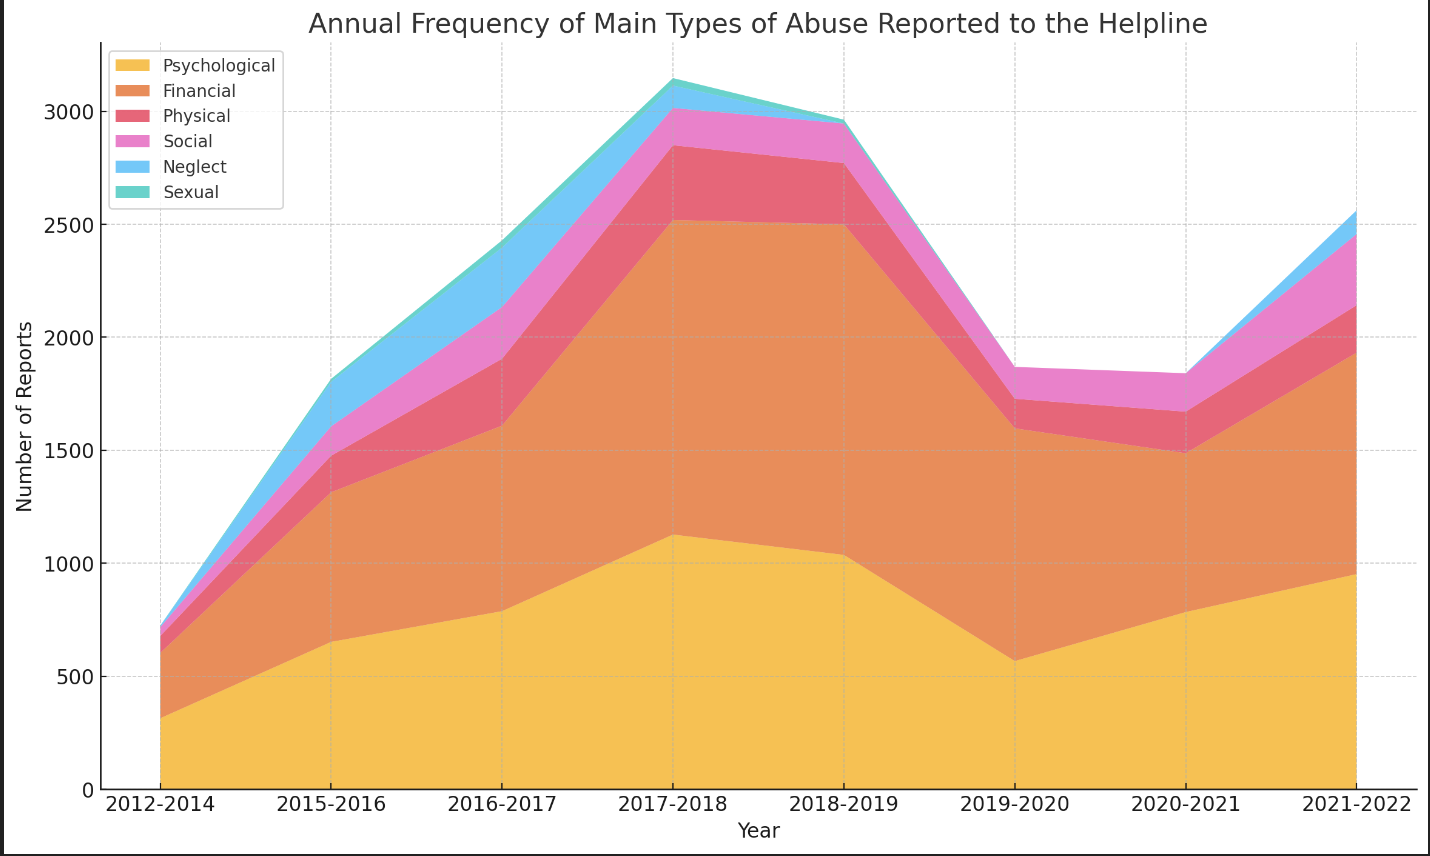 Annual Frequency of Main Types of Abuse Reported to the Helpline
Psychological
Financial
Physical
Social
Neglect
Sexual
Number of Reports
3000
2500
2000
1500
1000
500
0
2012-2014 2015-2016 2016-2017 2017-2018 2018-2019 2019-2020 2020-2021 2021-2022
Year